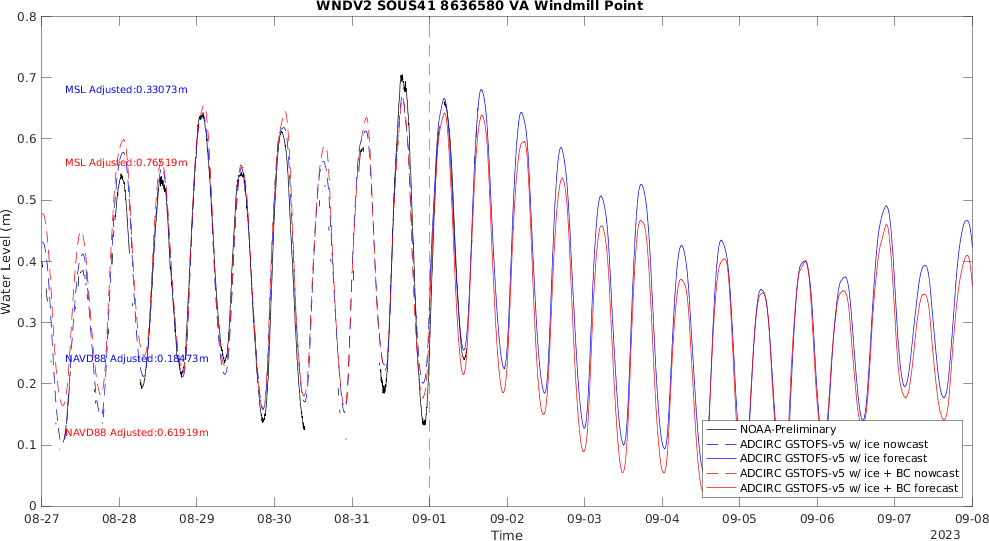 WNDV2 SOUS41 8636580 VA Windmill Point
Water Level (m)
0.8
0.7
0.6
0.5
0.4
0.3
0.2
0.1
0
MSL Adjusted:0.33073m
MSL Adjusted:0.76519m
NAVD88 Adjusted:0.18473m
NAVD88 Adjusted:0.61919m
NOAA-Preliminary
ADCIRC GSTOFS-v5 w/ ice nowcast
ADCIRC GSTOFS-v5 w/ ice forecast
ADCIRC GSTOFS-v5 w/ ice + BC nowcast
ADCIRC GSTOFS-v5 w/ ice + BC forecast
08-27 08-28 08-29 08-30 08-31 09-01 09-02 09-03 09-04 09-05 09-06 09-07 09-08
Time
2023